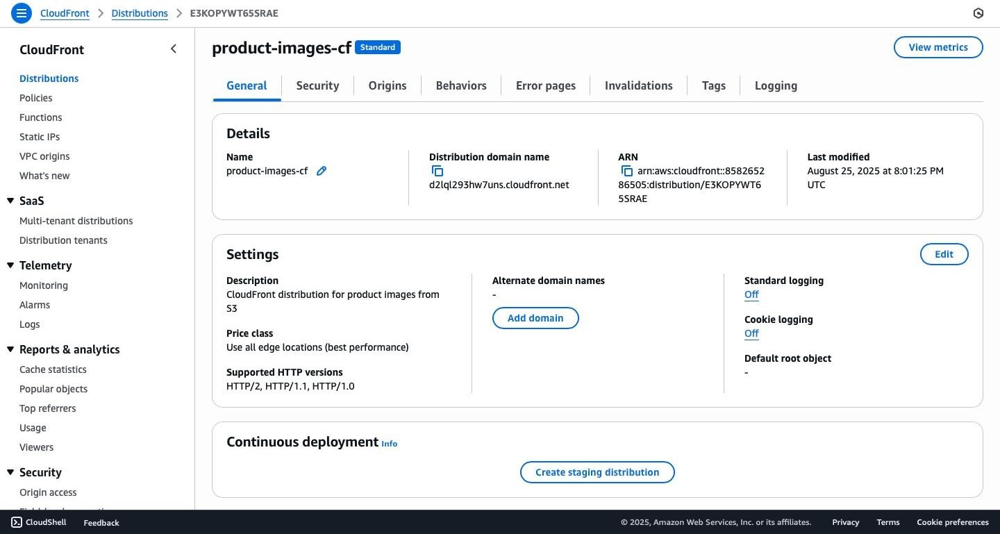 CloudFront
Distributions
E3KOPYWT65SRAE
CloudFront
Distributions
Policies
Functions
Static IPs
VPC origins
What's new
SaaS
Multi-tenant distributions
Distribution tenants
Telemetry
Monitoring
Alarms
Logs
Reports & analytics
Cache statistics
Popular objects
Top referrers
Usage
Viewers
Security
Origin access
product-images-cf
Standard
View metrics
General
Security
Origins
Behaviors
Error pages
Invalidations
Tags
Logging
Details
Name
product-images-cf
Distribution domain name
d2lql293hw7uns.cloudfront.net
ARN
arn:aws:cloudfront::8582652
86505:distribution/E3KOPYWT6
5SRAE
Last modified
August 25, 2025 at 8:01:25 PM
UTC
Settings
Edit
Description
CloudFront distribution for product images from
S3
Price class
Use all edge locations (best performance)
Supported HTTP versions
HTTP/2, HTTP/1.1, HTTP/1.0
Alternate domain names
-
Add domain
Standard logging
Off
Cookie logging
Off
Default root object
-
Continuous deployment Info
Create staging distribution
CloudShell
Feedback
© 2025, Amazon Web Services, Inc. or its affiliates.
Privacy
Terms
Cookie preferences